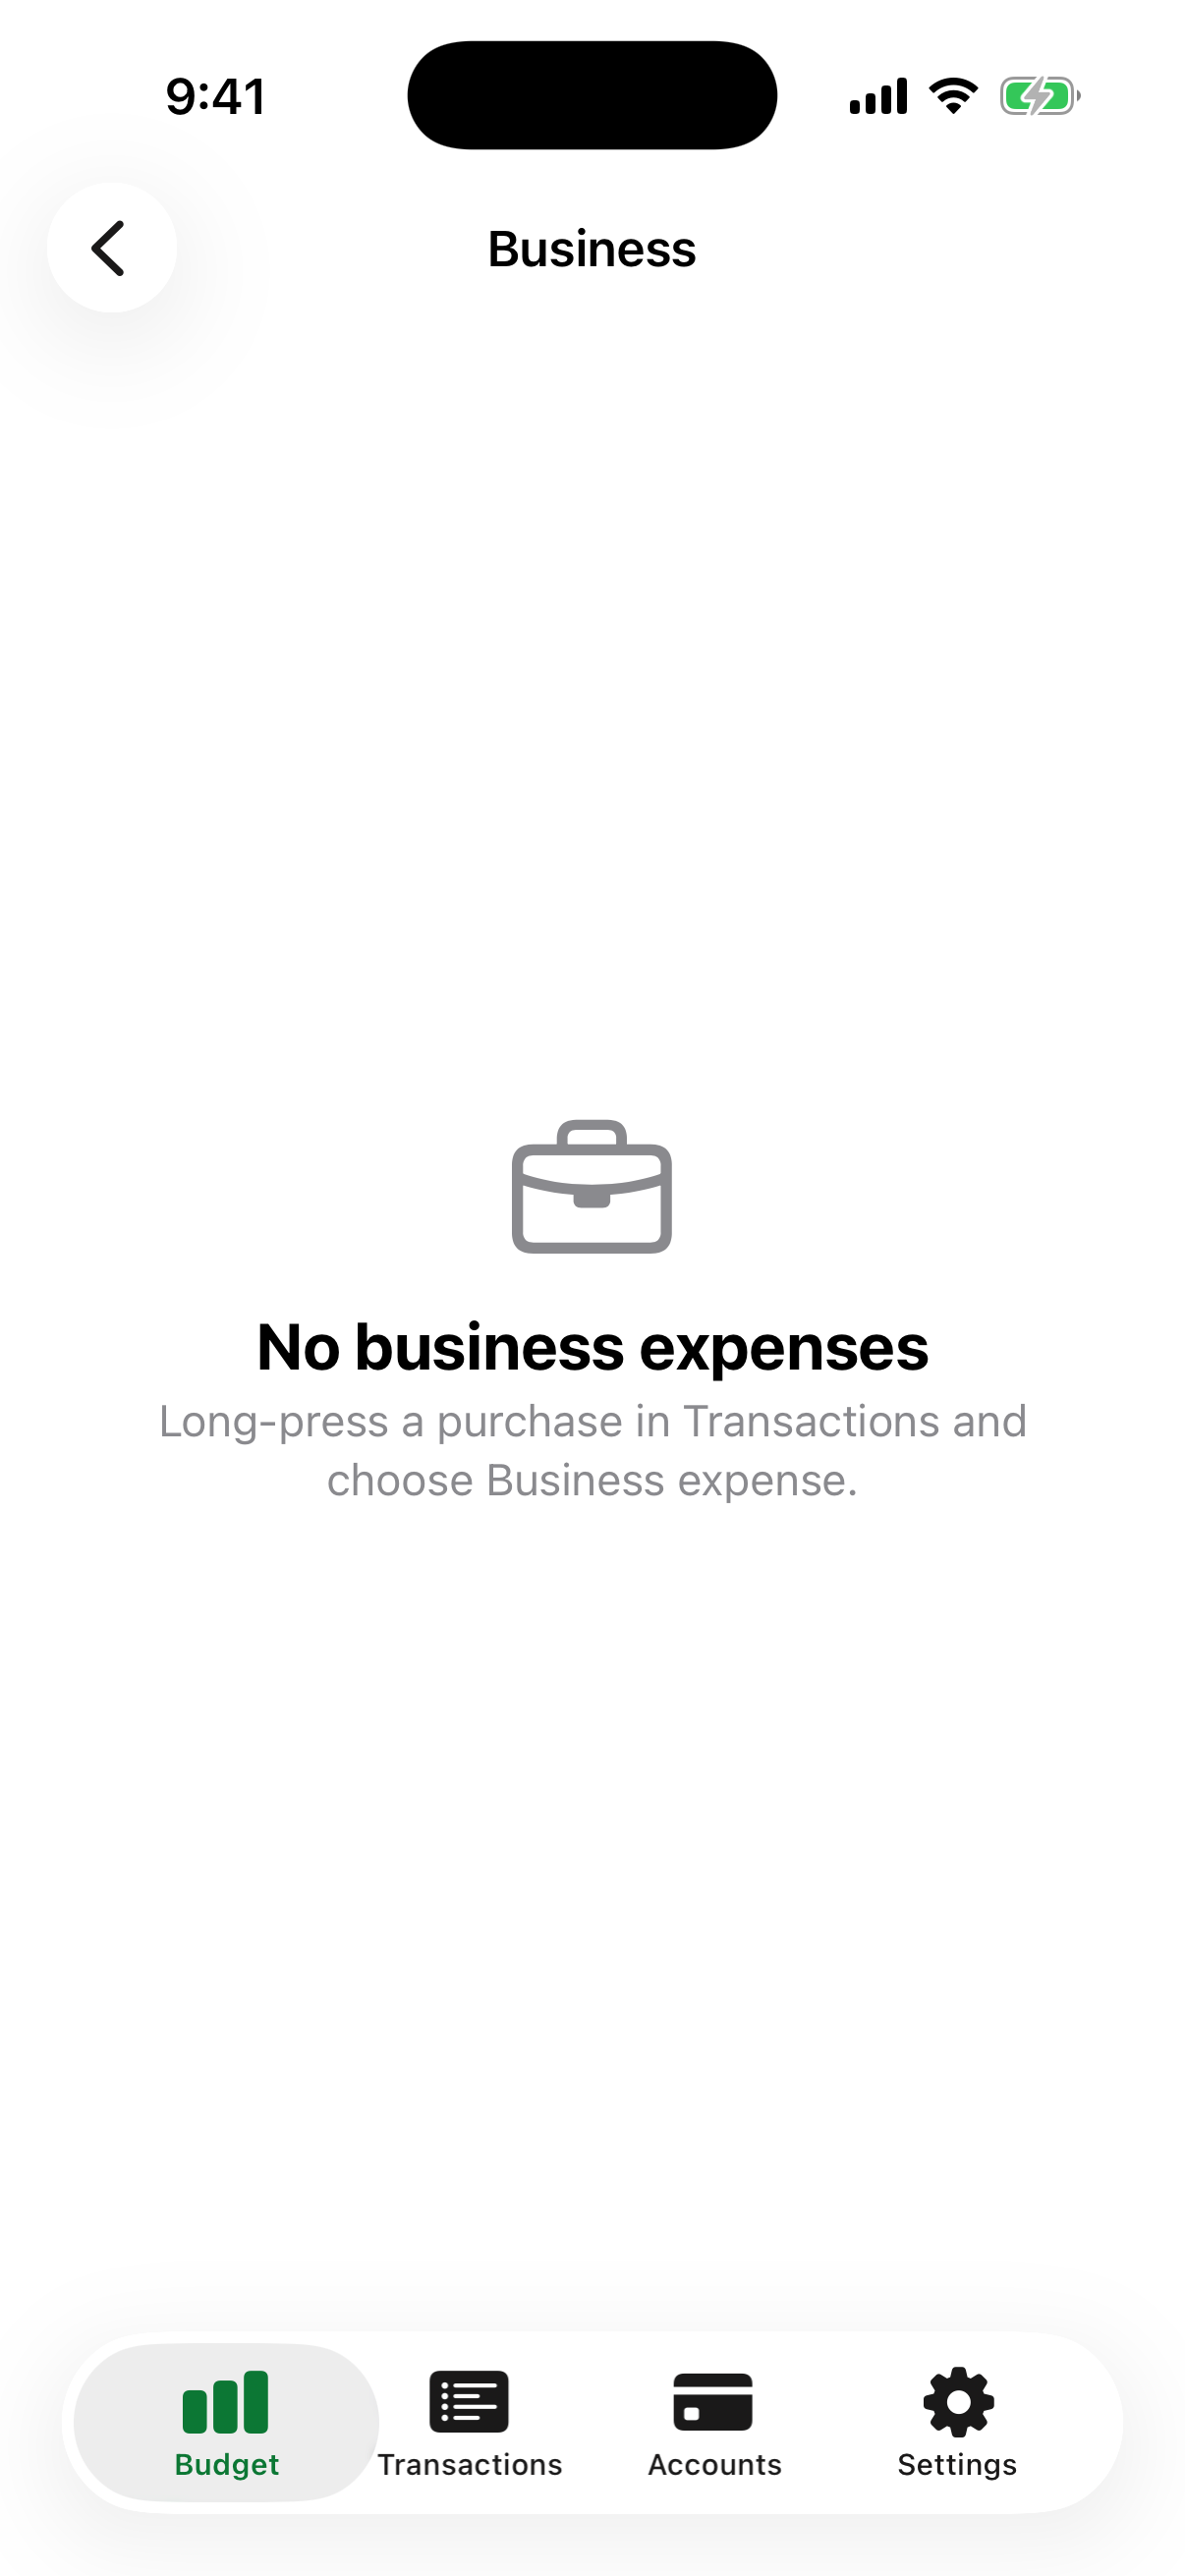 9:41
Business
No business expenses
Long-press a purchase in Transactions and
choose Business expense.
Budget
Transactions
Accounts
Settings